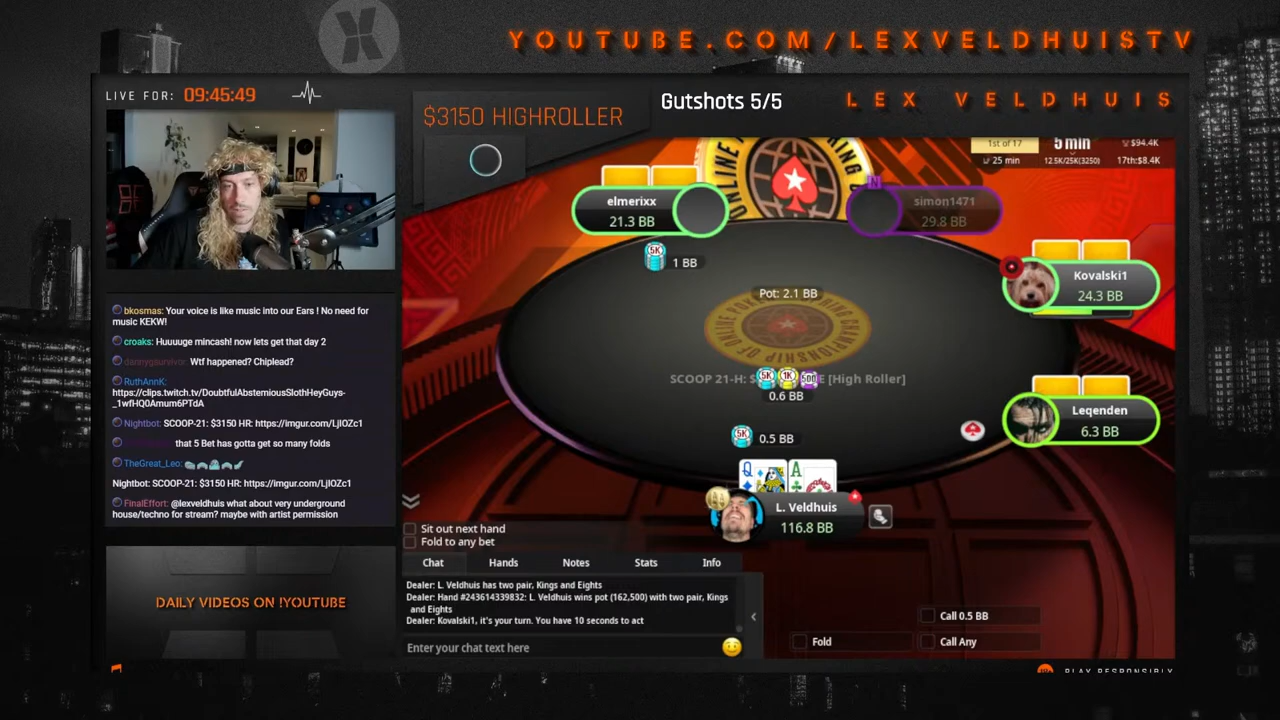 YOUTUBE.COM/LEXVELDHUISTV
LIVE FOR: 09:45:49
$3150 HIGHROLLER
Gutshots 5/5
LEX VELDHUIS
1st of 17
5 min
$94.4K
25 min
12.5K/25K(3250)
17th:$8.4K
elmerixx
21.3 BB
simon1471
29.8 BB
N
Kovalski1
24.3 BB
5K
1 BB
Pot: 2.1 BB
SCOOP 21-H: $
E [High Roller]
5K
1K
500
0.6 BB
Leqenden
6.3 BB
5K
0.5 BB
Q
A
L. Veldhuis
116.8 BB
bkosmas: Your voice is like music into our Ears ! No need for
music KEKW!
croaks: Huuuuge mincash! now lets get that day 2
Wtf happened? Chiplead?
RuthAnnK:
https://clips.twitch.tv/DoubtfulAbstemiousSlothHeyGuys-
_1wfHQ0Amum6PTdA
Nightbot: SCOOP-21: $3150 HR: https://imgur.com/LjIOZc1
that 5 Bet has gotta get so many folds
TheGreat_Leo:
Nightbot: SCOOP-21: $3150 HR: https://imgur.com/LjIOZc1
FinalEffort: @lexveldhuis what about very underground
house/techno for stream? maybe with artist permission
DAILY VIDEOS ON !YOUTUBE
Sit out next hand
Fold to any bet
Chat Hands Notes Stats Info
Dealer: L. Veldhuis has two pair, Kings and Eights
Dealer: Hand #243614339832: L. Veldhuis wins pot (162,500) with two pair, Kings
and Eights
Dealer: Kovalski1, it's your turn. You have 10 seconds to act
Enter your chat text here
Call 0.5 BB
Fold
Call Any
PLAY RESPONSIBLY